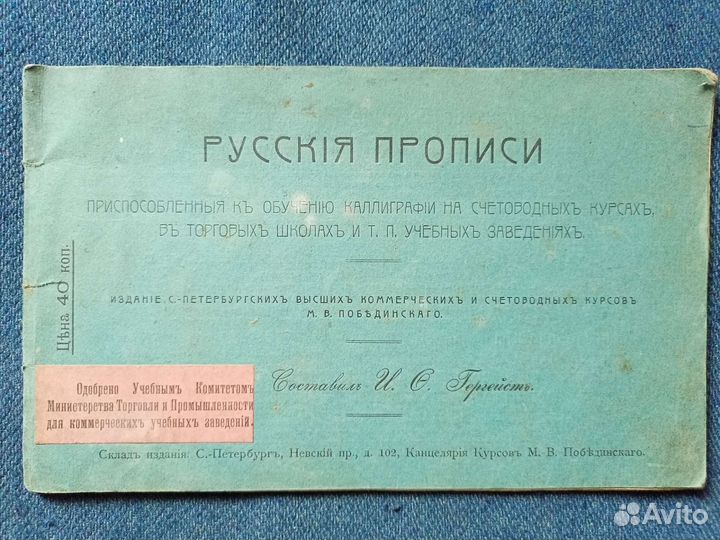 РУССКІЯ ПРОПИСИ
ПРИСПОСОБЛЕННЫЯ КЪ ОБУЧЕНІЮ КАЛЛИГРАФІИ НА СЧЕТОВОДНЫХЪ КУРСАХЪ,
ВЪ ТОРГОВЫХЪ ШКОЛАХЪ И Т. П. УЧЕБНЫХЪ ЗАВЕДЕНІЯХЪ.
ИЗДАНІЕ С.-ПЕТЕРБУРГСКИХЪ ВЫСШИХЪ КОММЕРЧЕСКИХЪ И СЧЕТОВОДНЫХЪ КУРСОВЪ
М. В. ПОБѢДИНСКАГО.
Цѣна 40 коп.
Составилъ И. Ѳ. Гергейстъ.
Одобрено Учебнымъ Комитетомъ
Министерства Торговли и Промышленности
для коммерческихъ учебныхъ заведеній.
Складъ изданія: С.-Петербургъ, Невскій пр., д. 102, Канцелярія Курсовъ М. В. Побѣдинскаго.
Avito